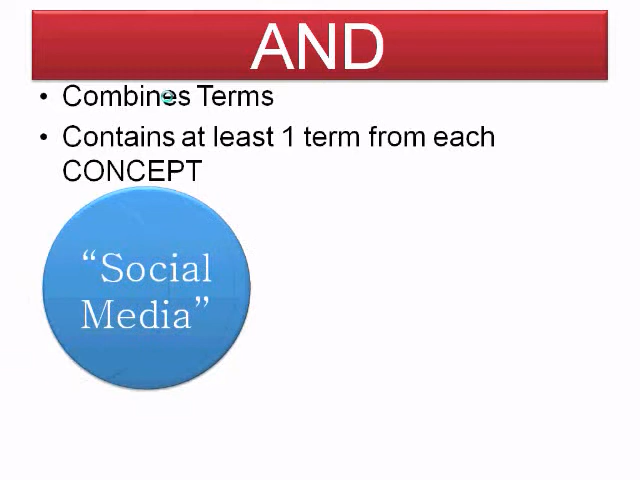 AND
• Combines Terms
• Contains at least 1 term from each
CONCEPT
“Social
Media”